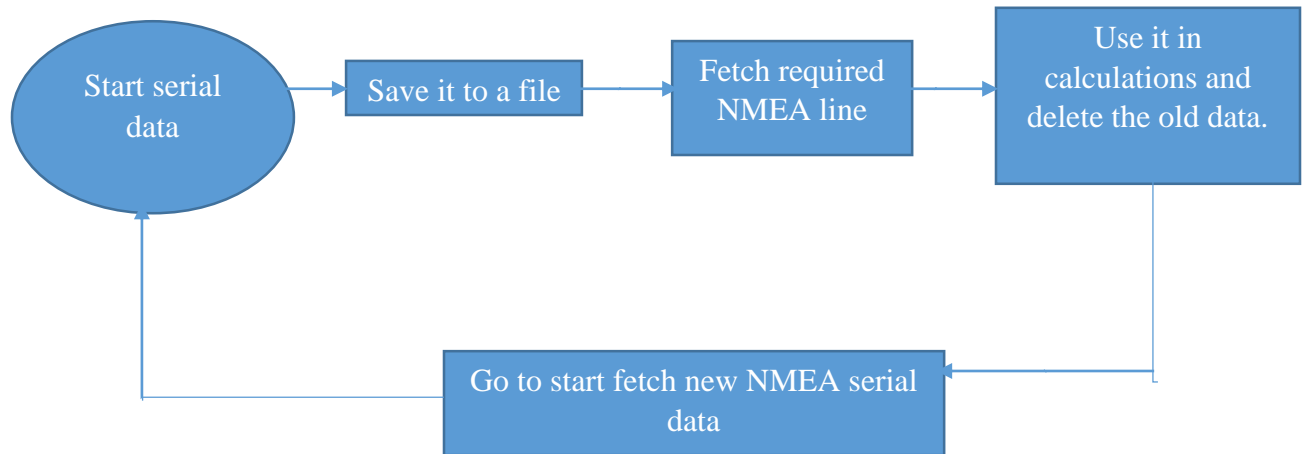 Start serial
data
Save it to a file
Fetch required
NMEA line
Use it in
calculations and
delete the old data.
Go to start fetch new NMEA serial
data